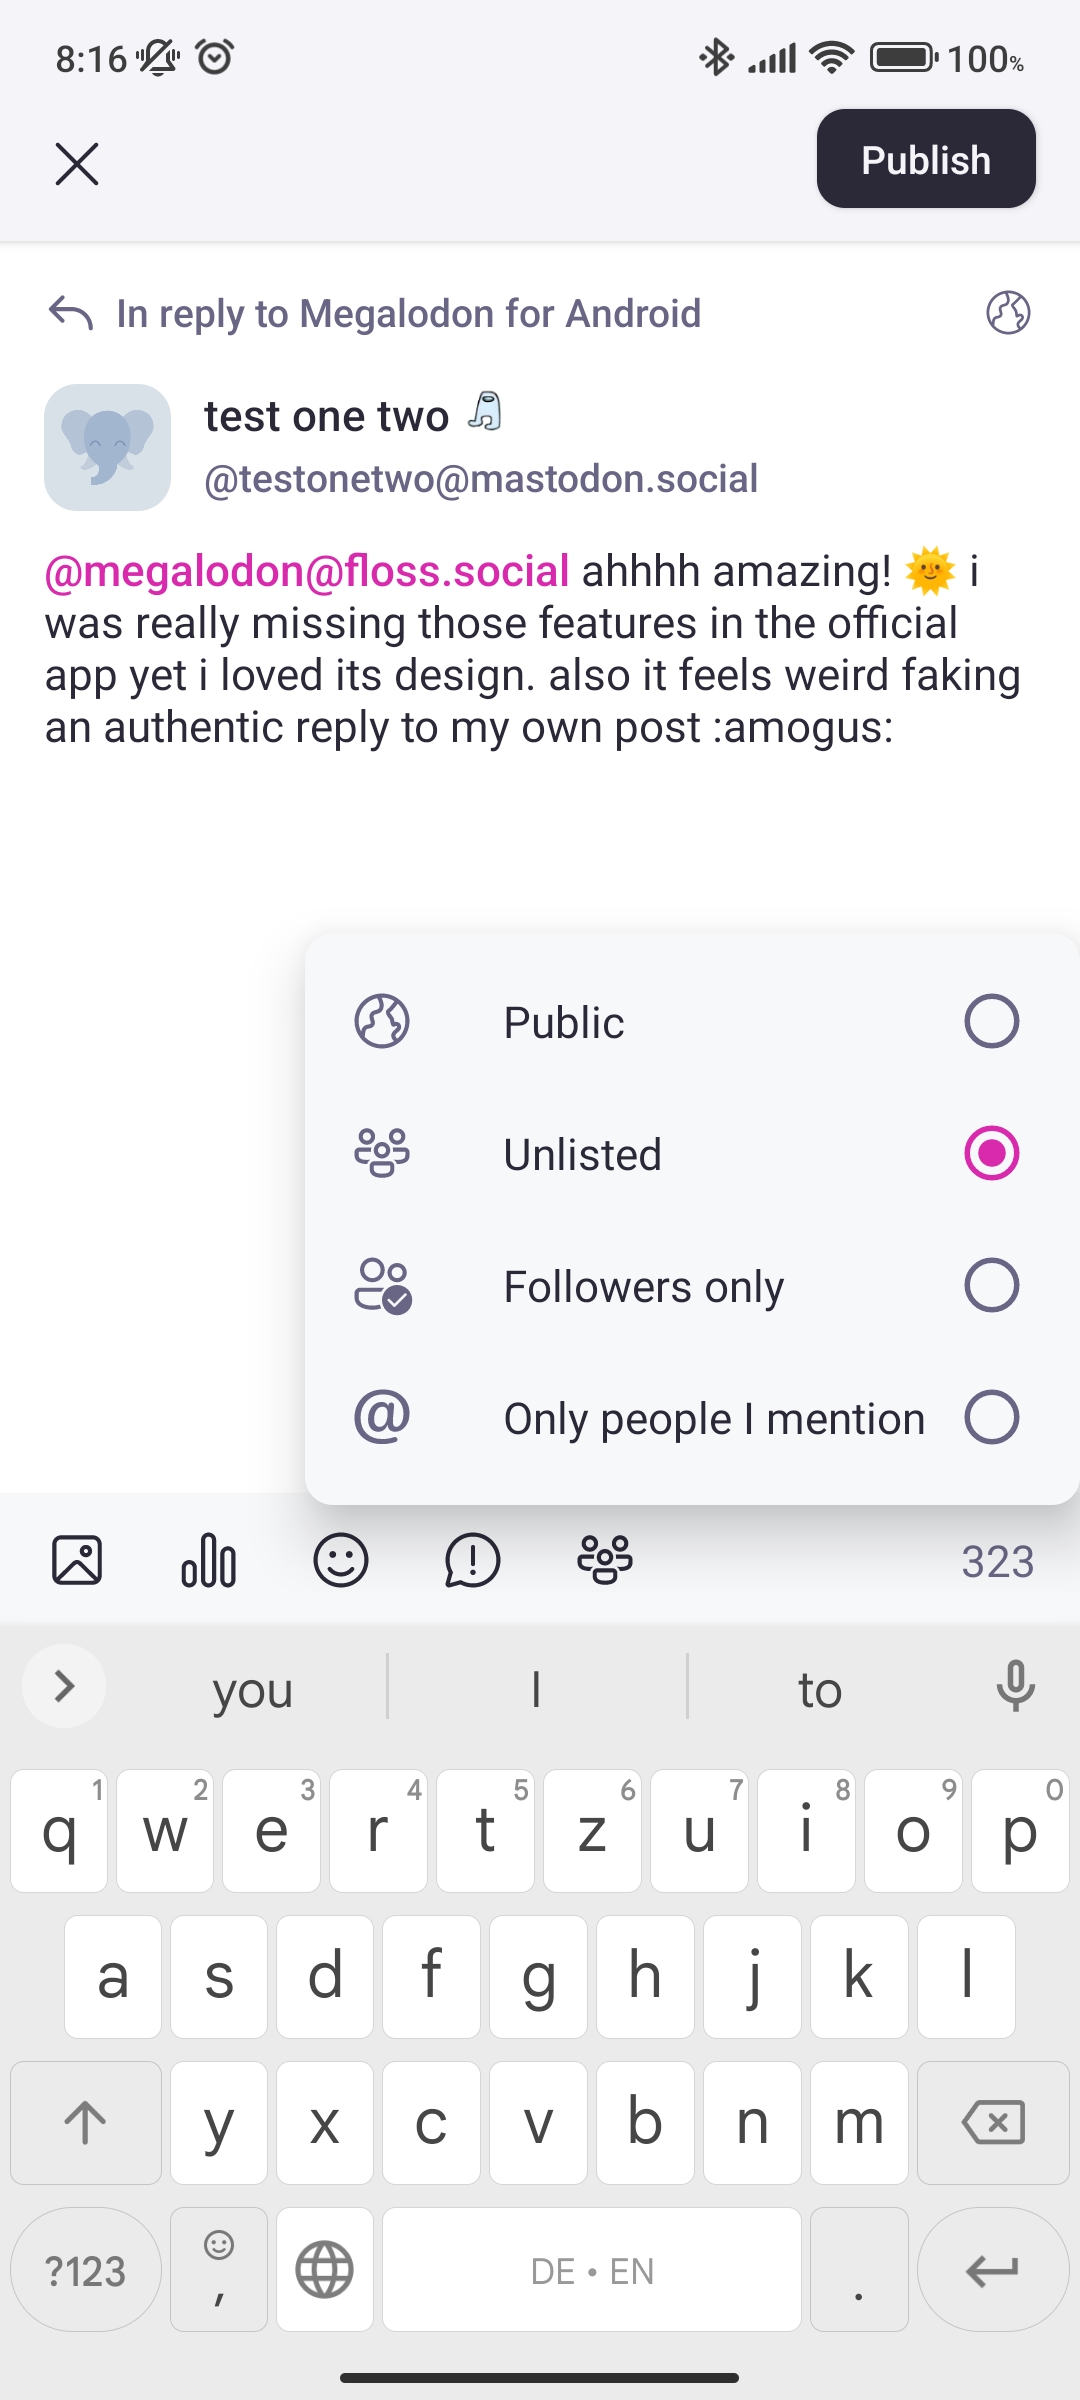 8:16
100%
Publish
In reply to Megalodon for Android
test one two
@testonetwo@mastodon.social
@megalodon@floss.social ahhhh amazing! 🌞 i
was really missing those features in the official
app yet i loved its design. also it feels weird faking
an authentic reply to my own post :amogus:
Public
Unlisted
Followers only
@ Only people I mention
323
you I to
1 2 3 4 5 6 7 8 9 0
q w e r t z u i o p
a s d f g h j k l
y x c v b n m
?123 , DE • EN .